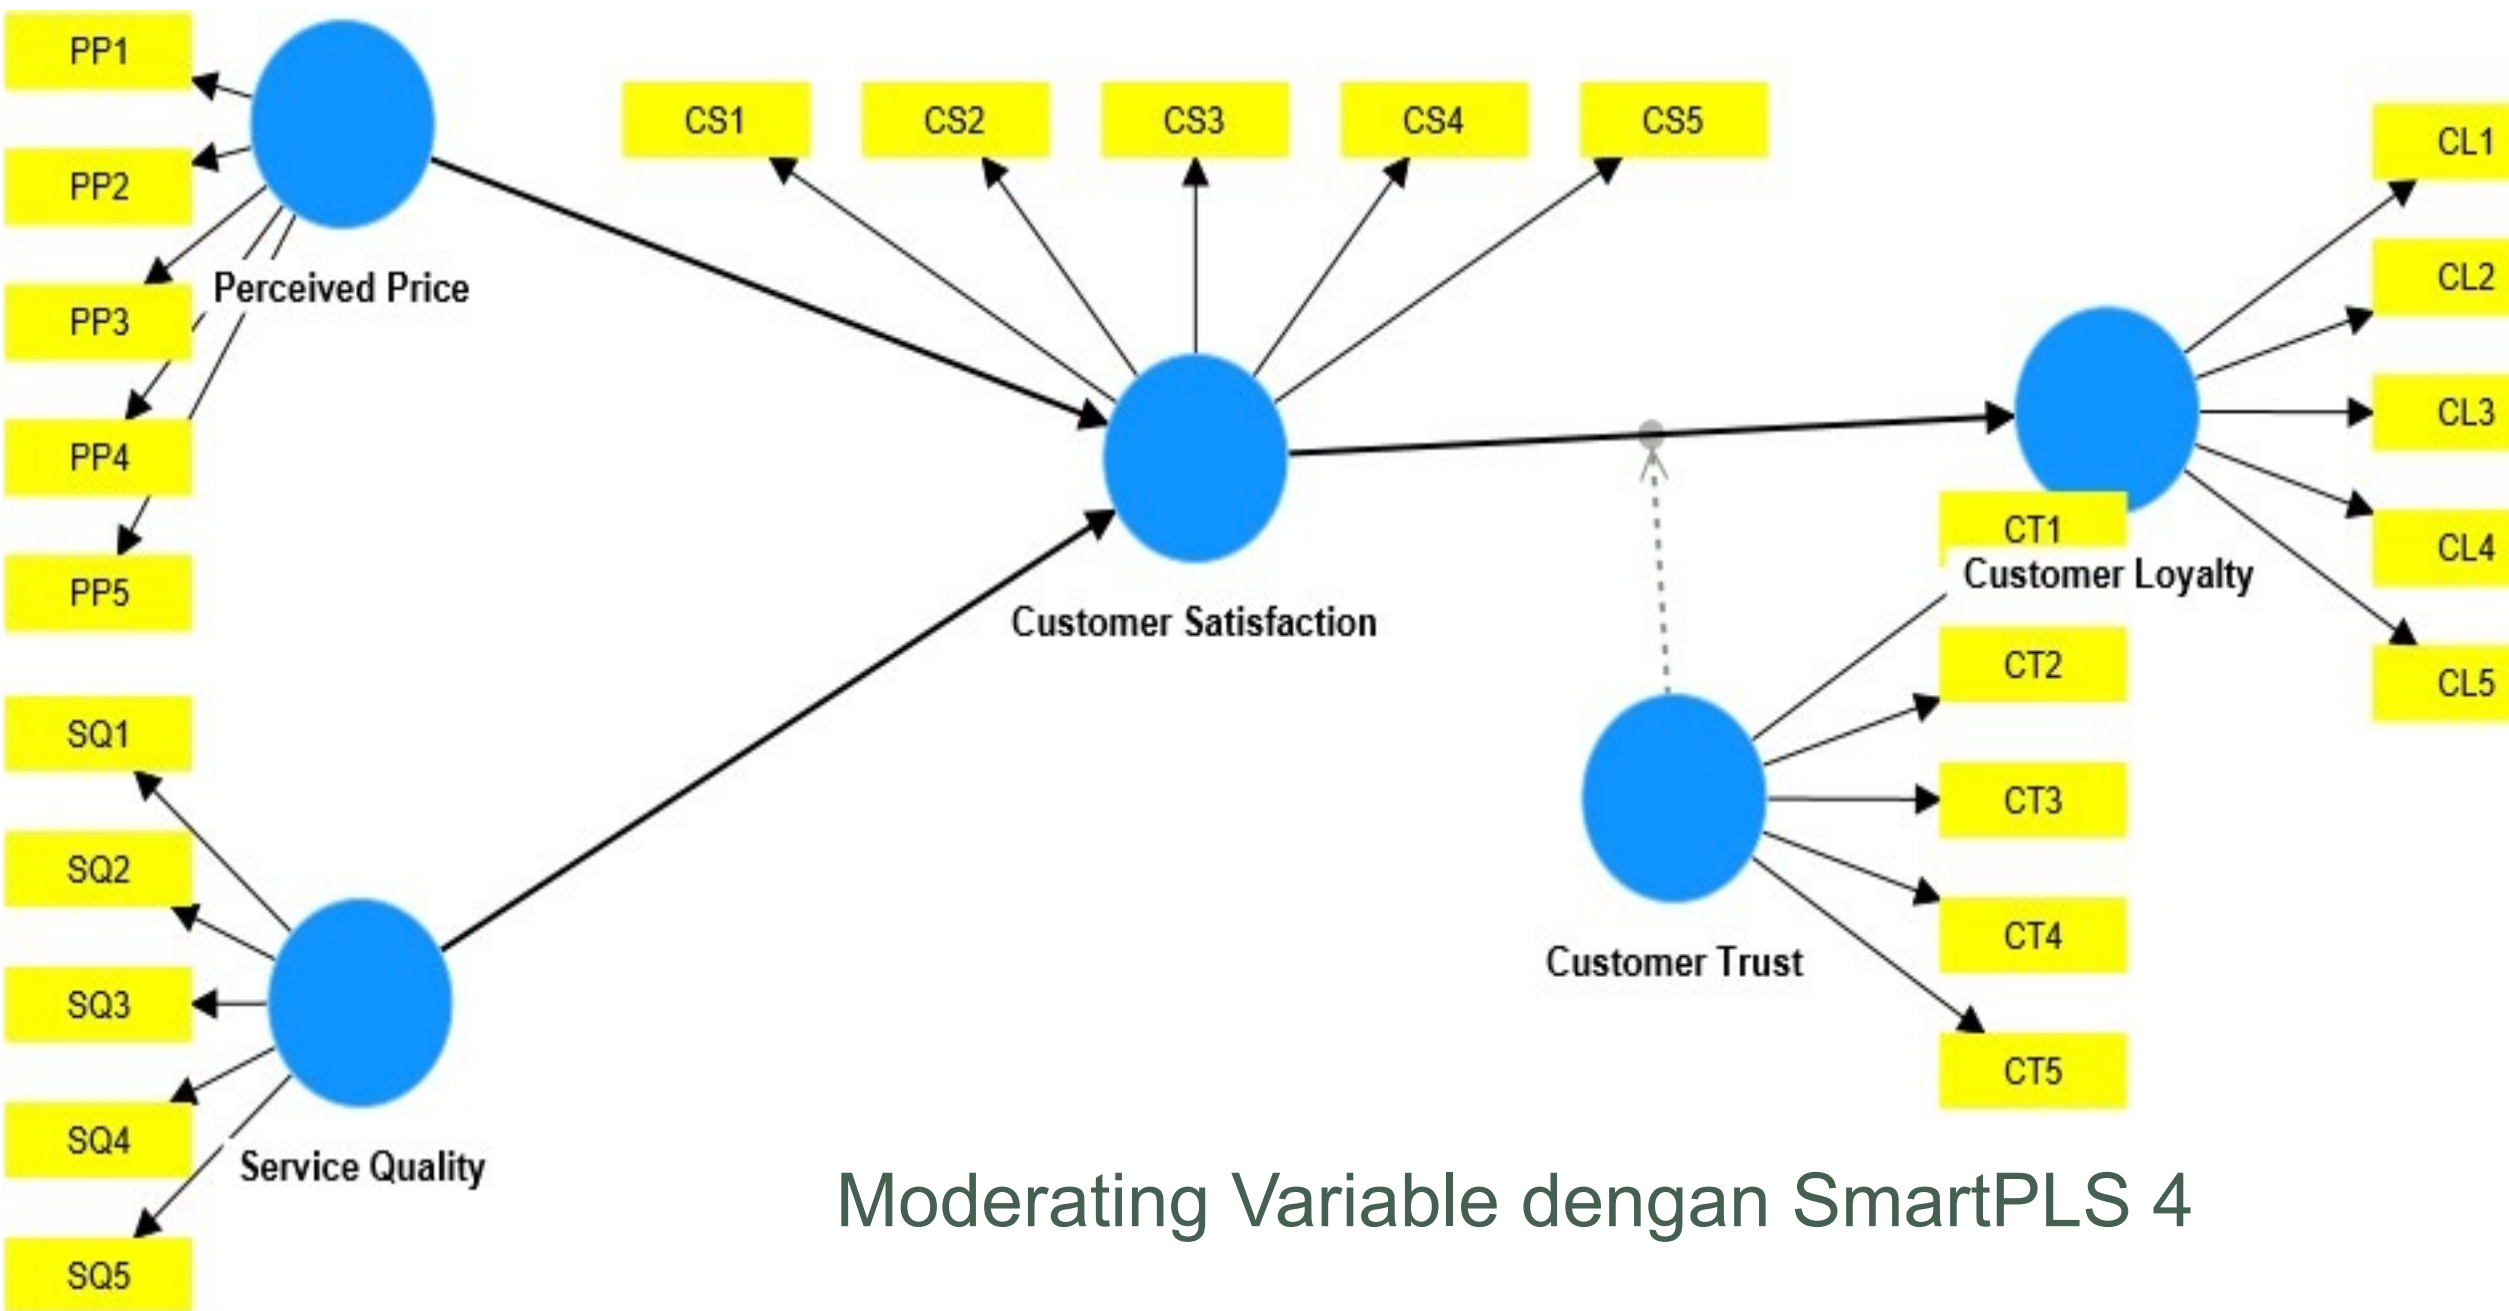 PP1
PP2
PP3
PP4
PP5
Perceived Price
CS1 CS2 CS3 CS4 CS5
Customer Satisfaction
CL1
CL2
CL3
CL4
CL5
Customer Loyalty
CT1
CT2
CT3
CT4
CT5
Customer Trust
SQ1
SQ2
SQ3
SQ4
SQ5
Service Quality
Moderating Variable dengan SmartPLS 4